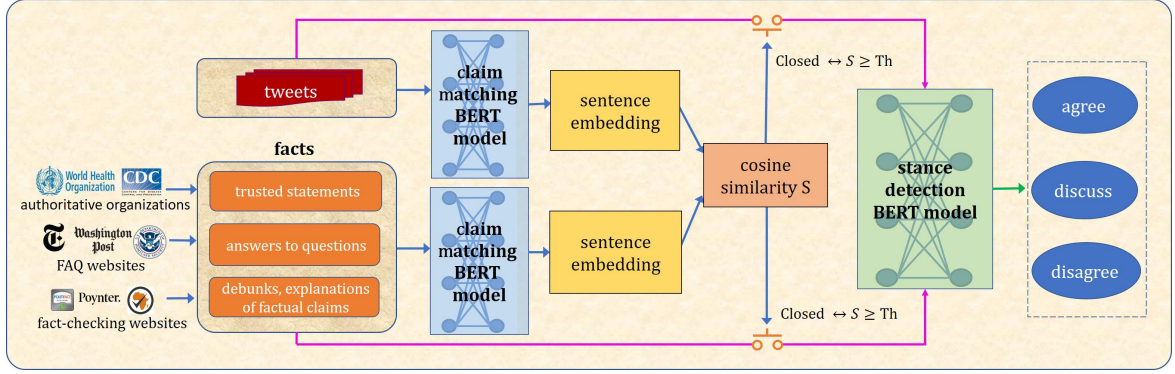 tweets
claim
matching
BERT
model
sentence
embedding
Closed ↔ S ≥ Th
facts
World Health
Organization
CDC
authoritative organizations
trusted statements
T
Washington
Post
FAQ websites
answers to questions
Poynter.
fact-checking websites
debunks, explanations
of factual claims
claim
matching
BERT
model
sentence
embedding
cosine
similarity S
Closed ↔ S ≥ Th
stance
detection
BERT model
agree
discuss
disagree